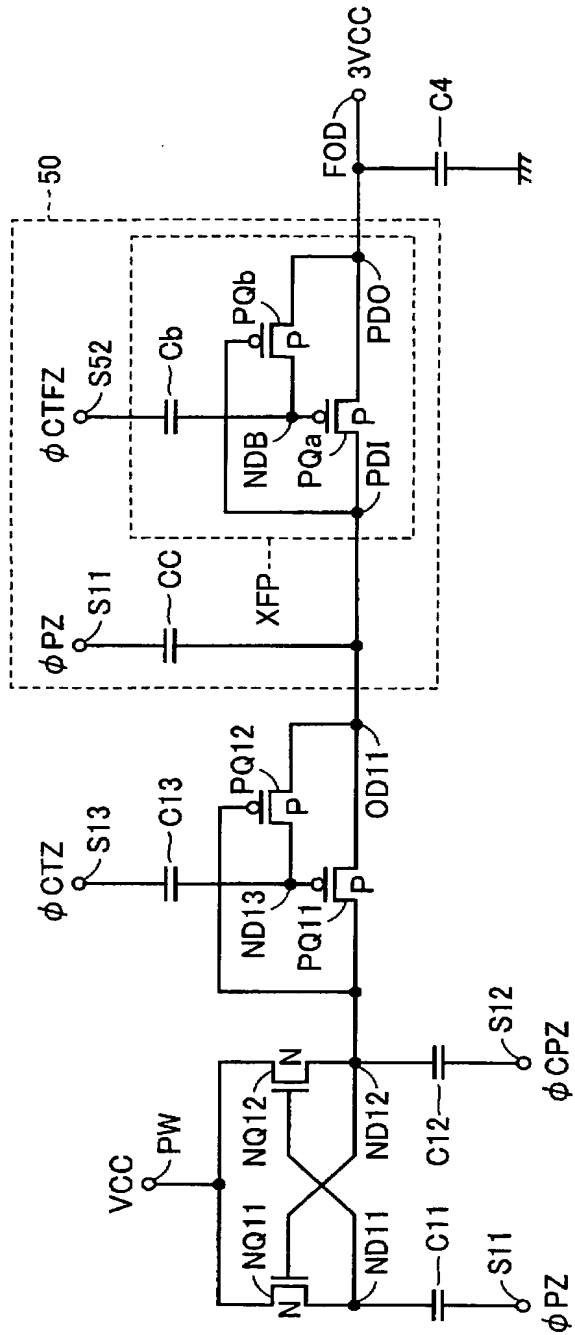 50
φCTFZ
S52
Cb
φPZ
S11
CC
XFP
NDB
PQb
P
PQa
P
PDI
PDO
FOD
3VCC
C4
φCTZ
S13
C13
ND13
PQ12
P
PQ11
P
OD11
VCC
PW
NQ11
N
NQ12
N
ND11
ND12
C11
S11
φPZ
C12
S12
φCPZ